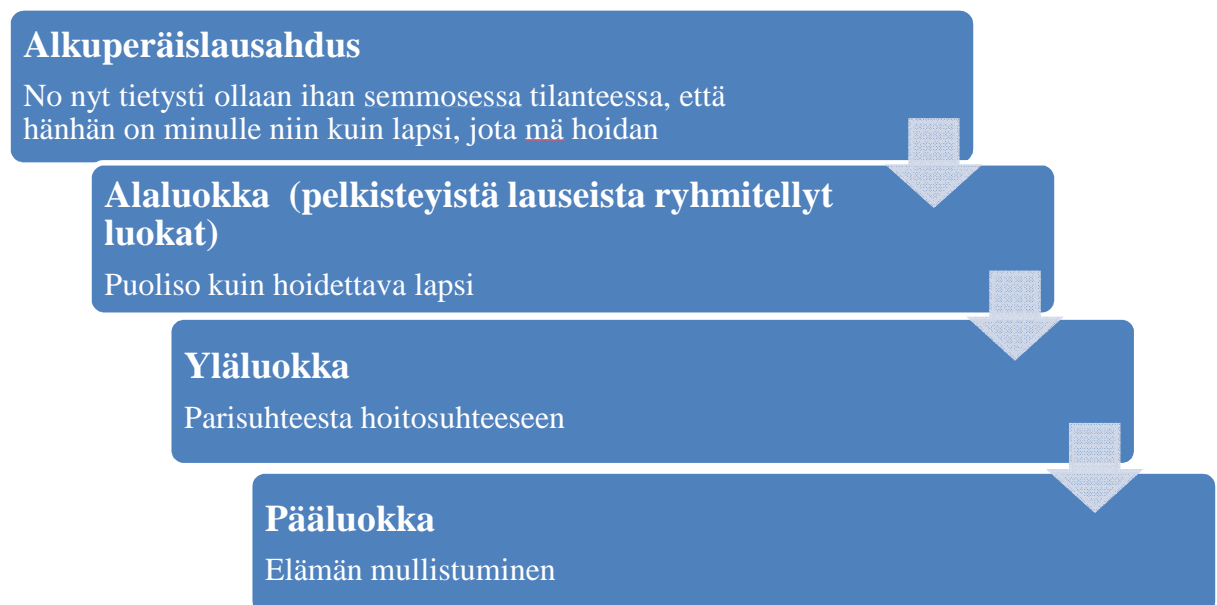 Alkuperäislausahdus
No nyt tietysti ollaan ihan semmosessa tilanteessa, että
hänhän on minulle niin kuin lapsi, jota mä hoidan
Alaluokka (pelkisteyistä lauseista ryhmitellyt
luokat)
Puoliso kuin hoidettava lapsi
Yläluokka
Parisuhteesta hoitosuhteeseen
Pääluokka
Elämän mullistuminen